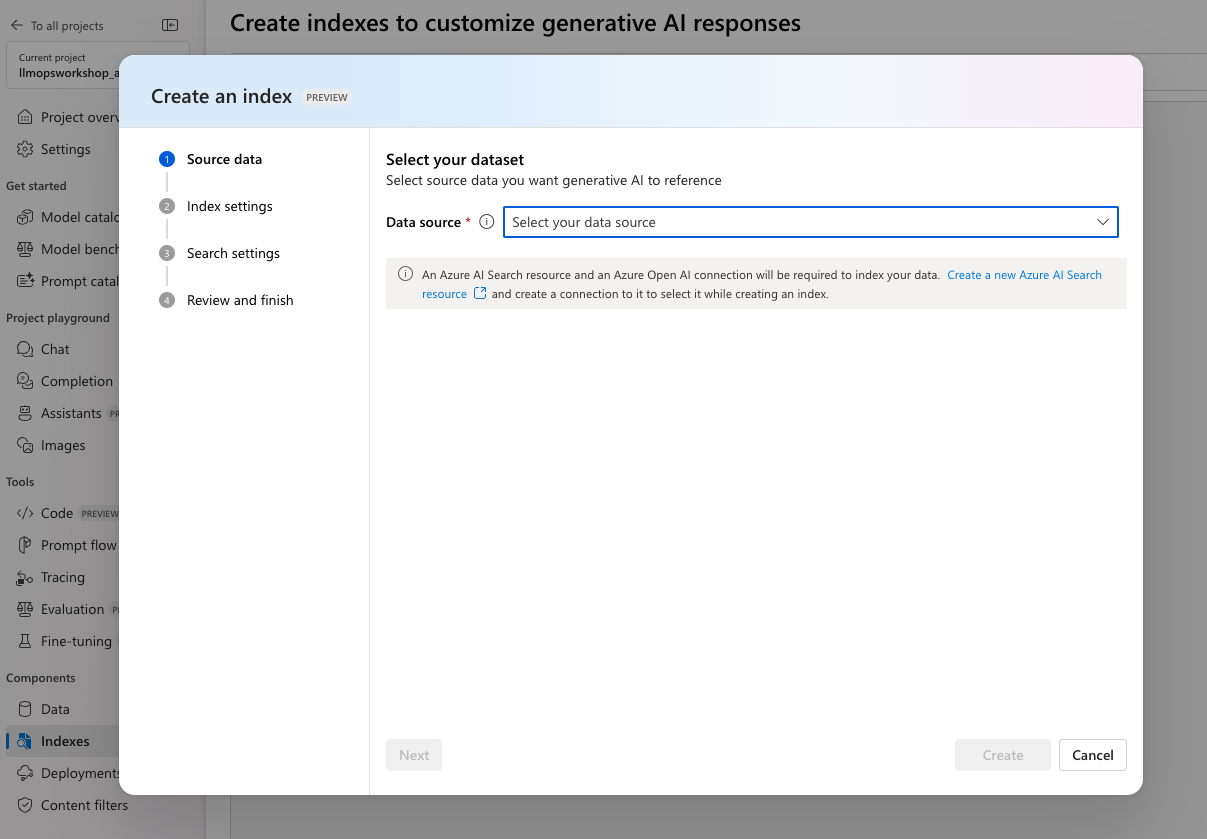 To all projects
Create indexes to customize generative AI responses
Current project
llmopsworkshop_a
Project overv
Settings
Get started
Model catalo
Model bench
Prompt catal
Project playground
Chat
Completion
Assistants PR
Images
Tools
Code PREVIEW
Prompt flow
Tracing
Evaluation PR
Fine-tuning
Components
Data
Indexes
Deployments
Content filters
Create an index PREVIEW
1 Source data
2 Index settings
3 Search settings
4 Review and finish
Select your dataset
Select source data you want generative AI to reference
Data source * Select your data source
An Azure AI Search resource and an Azure Open AI connection will be required to index your data. Create a new Azure AI Search
resource and create a connection to it to select it while creating an index.
Next
Create
Cancel